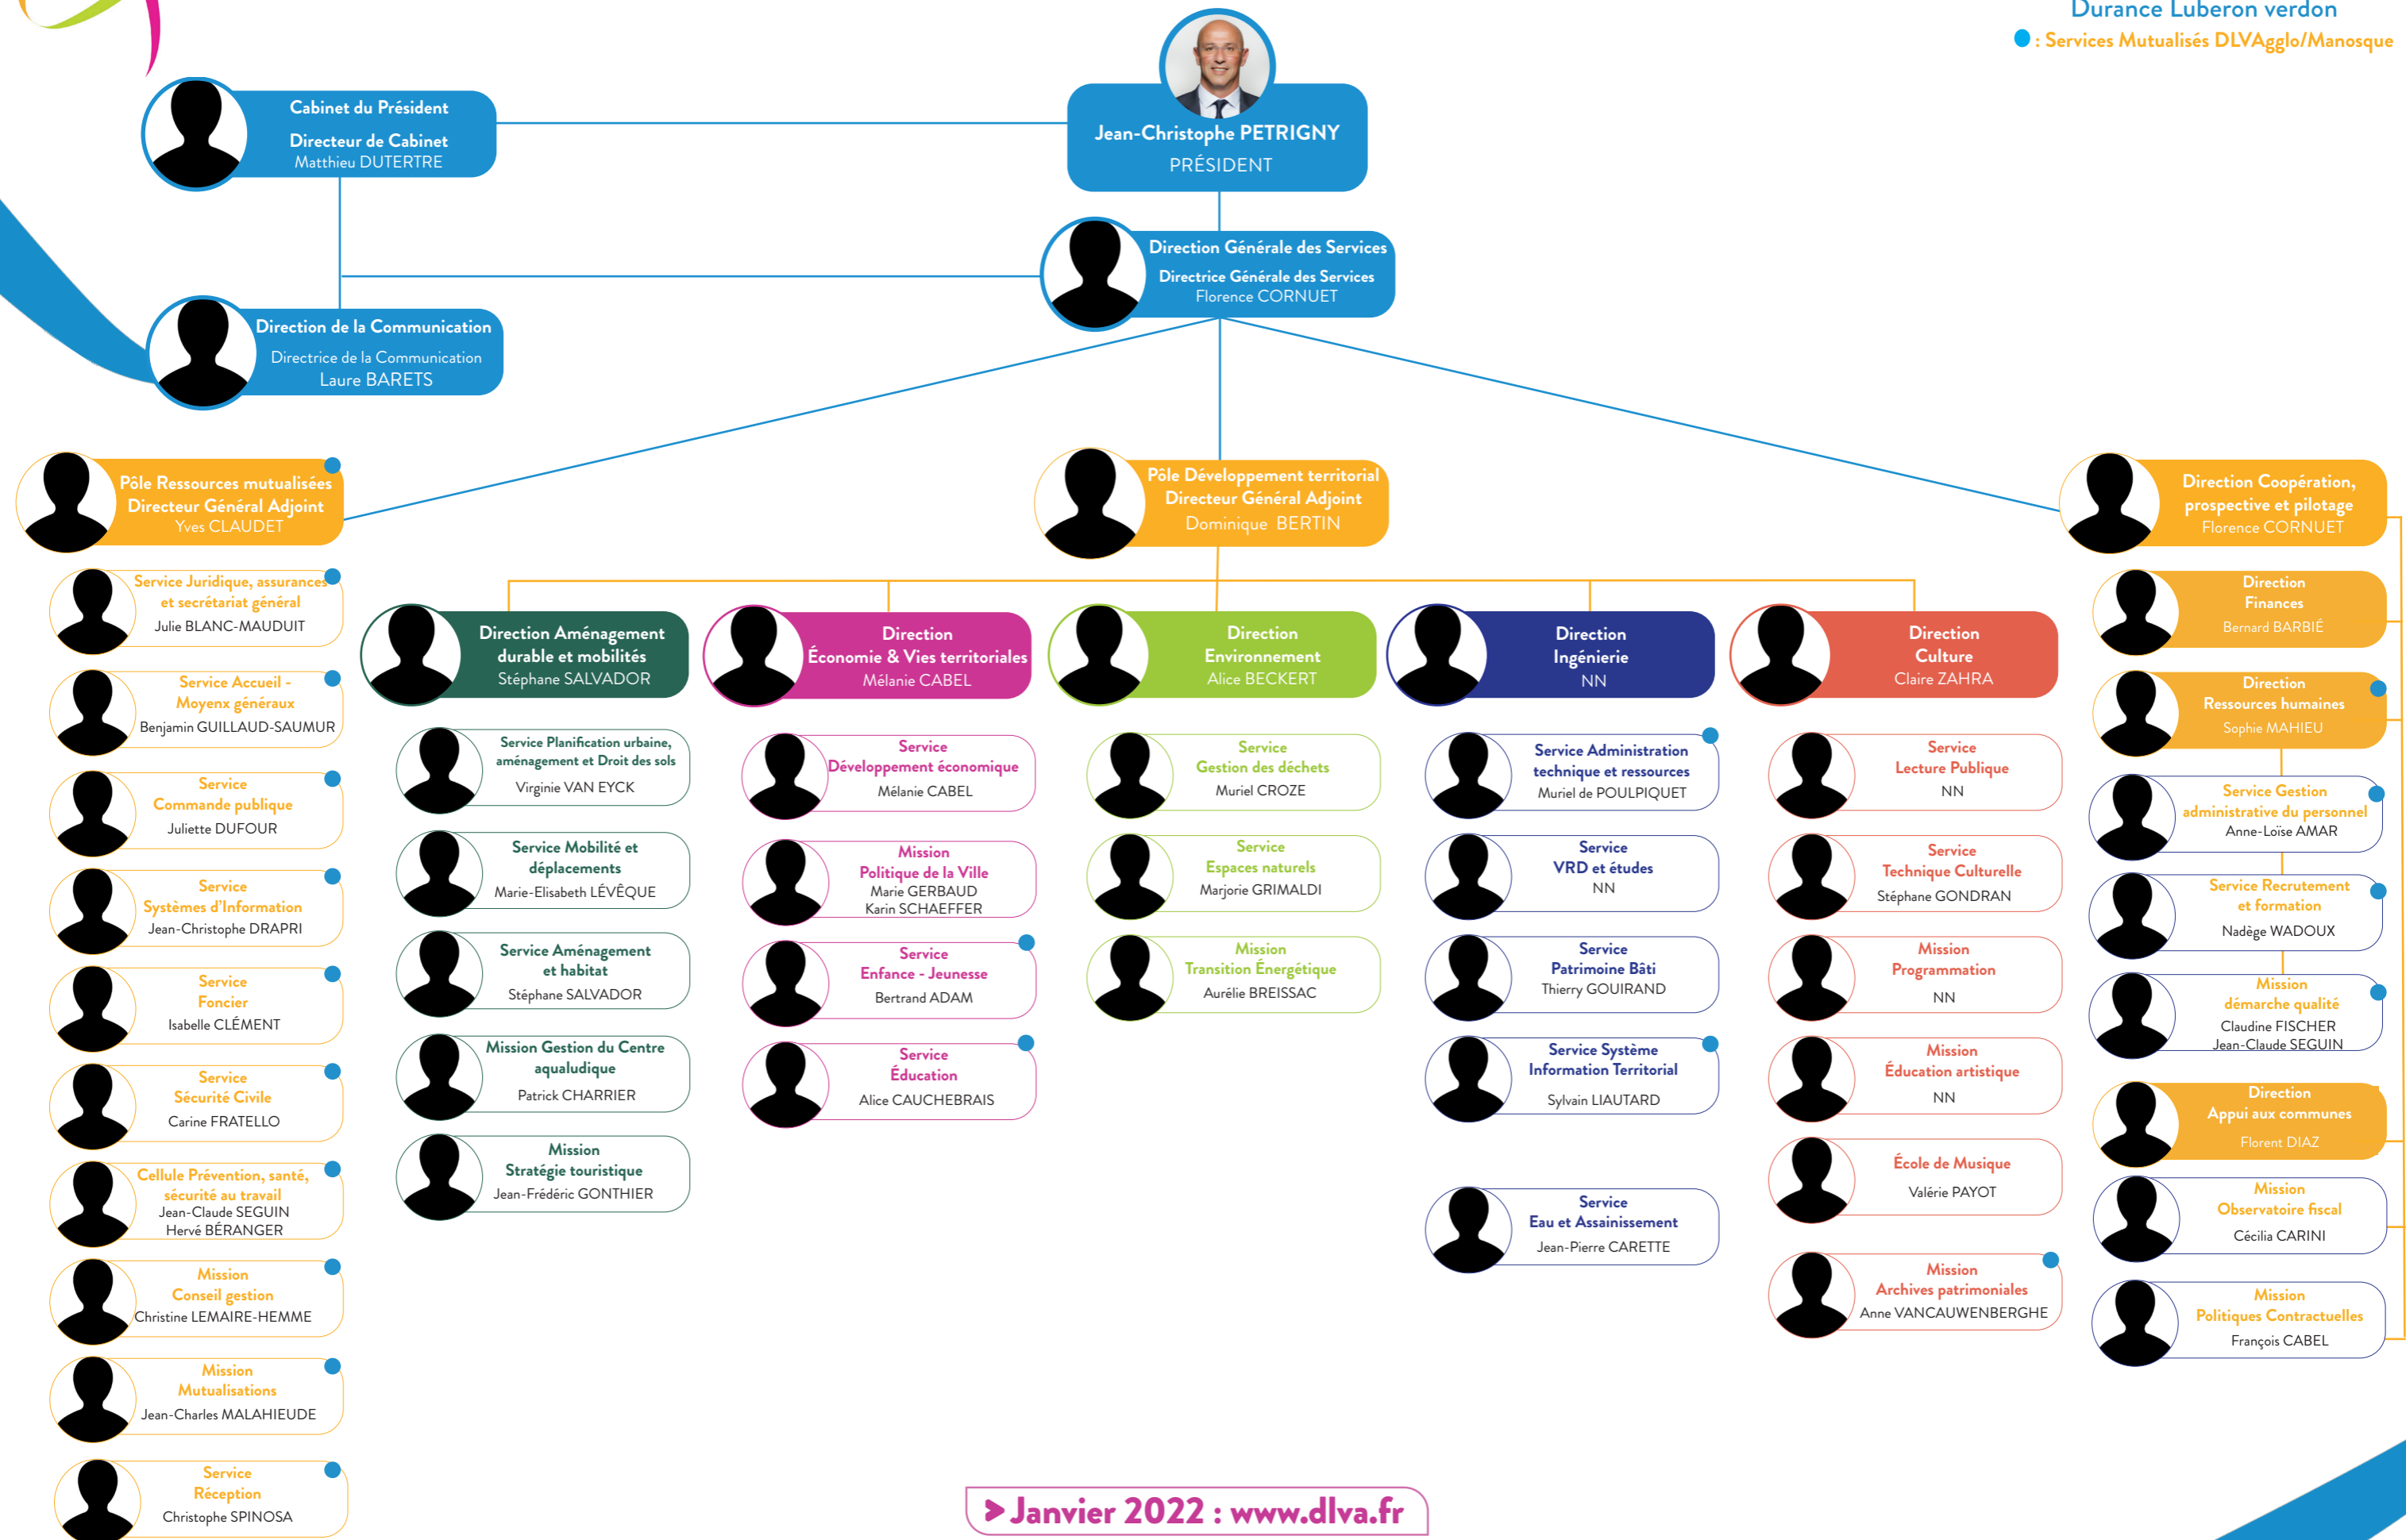 Durance Luberon verdon
: Services Mutualisés DLVAgglo/Manosque
Jean-Christophe PETRIGNY
PRÉSIDENT
Cabinet du Président
Directeur de Cabinet
Matthieu DUTERTRE
Direction Générale des Services
Directrice Générale des Services
Florence CORNUET
Direction de la Communication
Directrice de la Communication
Laure BARETS
Pôle Ressources mutualisées
Directeur Général Adjoint
Yves CLAUDET
Service Juridique, assurances
et secrétariat général
Julie BLANC-MAUDUIT
Service Accueil -
Moyenx généraux
Benjamin GUILLAUD-SAUMUR
Service
Commande publique
Juliette DUFOUR
Service
Systèmes d'Information
Jean-Christophe DRAPRI
Service
Foncier
Isabelle CLÉMENT
Service
Sécurité Civile
Carine FRATELLO
Cellule Prévention, santé,
sécurité au travail
Jean-Claude SEGUIN
Hervé BÉRANGER
Mission
Conseil gestion
Christine LEMAIRE-HEMME
Mission
Mutualisations
Jean-Charles MALAHIEUDE
Service
Réception
Christophe SPINOSA
Pôle Développement territorial
Directeur Général Adjoint
Dominique BERTIN
Direction Aménagement
durable et mobilités
Stéphane SALVADOR
Service Planification urbaine,
aménagement et Droit des sols
Virginie VAN EYCK
Service Mobilité et
déplacements
Marie-Elisabeth LÉVÊQUE
Service Aménagement
et habitat
Stéphane SALVADOR
Mission Gestion du Centre
aqualudique
Patrick CHARRIER
Mission
Stratégie touristique
Jean-Frédéric GONTHIER
Direction
Économie & Vies territoriales
Mélanie CABEL
Service
Développement économique
Mélanie CABEL
Mission
Politique de la Ville
Marie GERBAUD
Karin SCHAEFFER
Service
Enfance - Jeunesse
Bertrand ADAM
Service
Éducation
Alice CAUCHEBRAIS
Direction
Environnement
Alice BECKERT
Service
Gestion des déchets
Muriel CROZE
Service
Espaces naturels
Marjorie GRIMALDI
Mission
Transition Énergétique
Aurélie BREISSAC
Direction
Ingénierie
NN
Service Administration
technique et ressources
Muriel de POULPIQUET
Service
VRD et études
NN
Service
Patrimoine Bâti
Thierry GOUIRAND
Service Système
Information Territorial
Sylvain LIAUTARD
Service
Eau et Assainissement
Jean-Pierre CARETTE
Direction
Culture
Claire ZAHRA
Service
Lecture Publique
NN
Service
Technique Culturelle
Stéphane GONDRAN
Mission
Programmation
NN
Mission
Éducation artistique
NN
École de Musique
Valérie PAYOT
Mission
Archives patrimoniales
Anne VANCAUWENBERGHE
Direction Coopération,
prospective et pilotage
Florence CORNUET
Direction
Finances
Bernard BARBIÉ
Direction
Ressources humaines
Sophie MAHIEU
Service Gestion
administrative du personnel
Anne-Loïse AMAR
Service Recrutement
et formation
Nadège WADOUX
Mission
démarche qualité
Claudine FISCHER
Jean-Claude SEGUIN
Direction
Appui aux communes
Florent DIAZ
Mission
Observatoire fiscal
Cécilia CARINI
Mission
Politiques Contractuelles
François CABEL
Janvier 2022 : www.dlva.fr